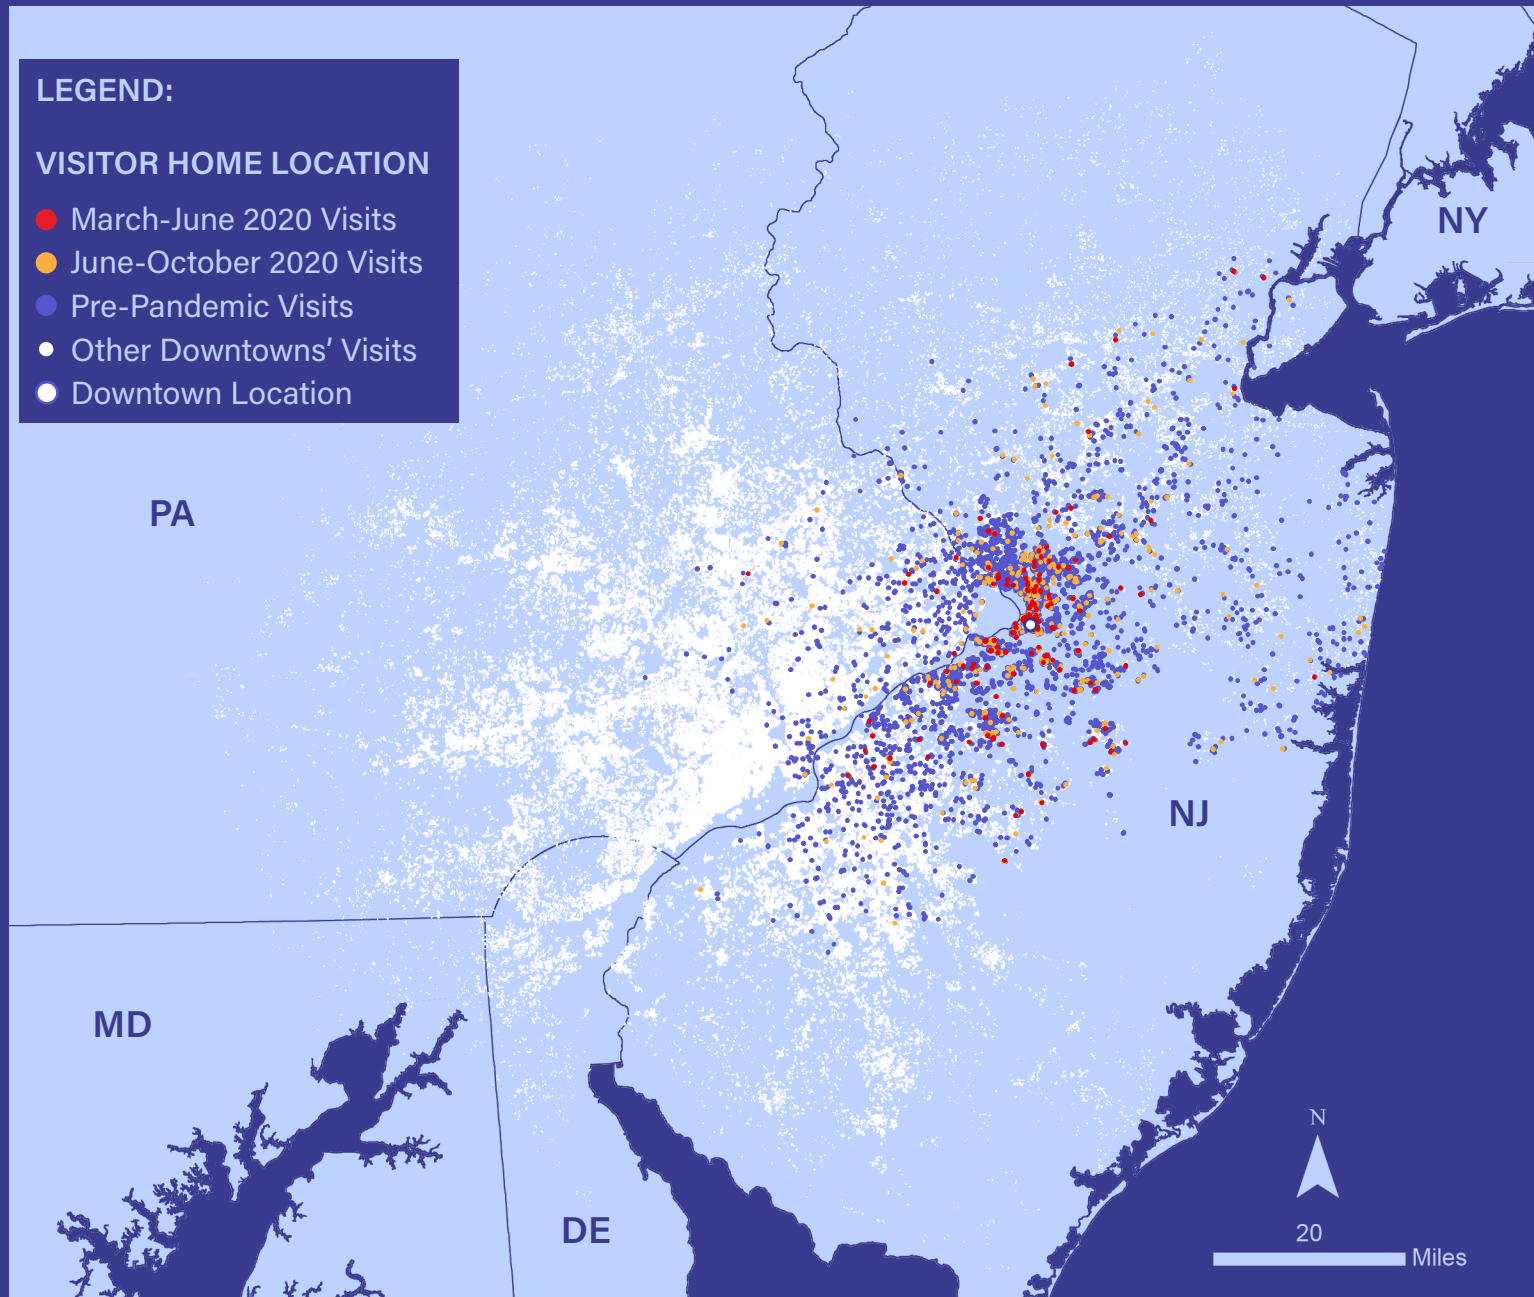 LEGEND:
VISITOR HOME LOCATION
March-June 2020 Visits
June-October 2020 Visits
Pre-Pandemic Visits
Other Downtowns’ Visits
Downtown Location
NY
PA
NJ
MD
DE
N
20
Miles